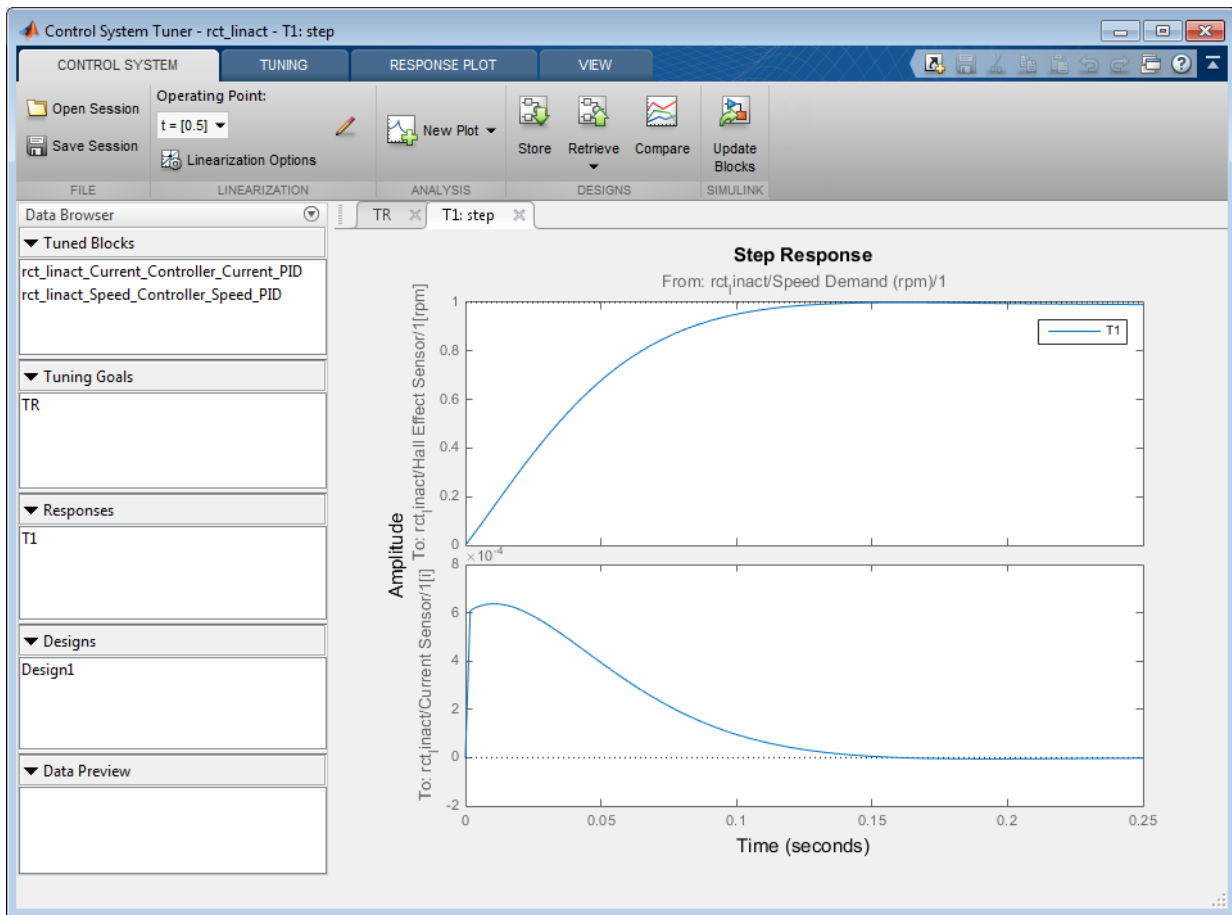 Control System Tuner - rct_linact - T1: step
CONTROL SYSTEM
TUNING
RESPONSE PLOT
VIEW
Open Session
Save Session
FILE
Operating Point:
t = [0.5]
Linearization Options
LINEARIZATION
New Plot
ANALYSIS
Store
Retrieve
Compare
DESIGNS
Update
Blocks
SIMULINK
Data Browser
Tuned Blocks
rct_linact_Current_Controller_Current_PID
rct_linact_Speed_Controller_Speed_PID
Tuning Goals
TR
Responses
T1
Designs
Design1
Data Preview
TR
T1: step
Step Response
From: rct_linact/Speed Demand (rpm)/1
Amplitude
To: rct_linact/Hall Effect Sensor/1[rpm]
1
0.8
0.6
0.4
0.2
0
T1
To: rct_linact/Current Sensor/1[i]
×10^-4
8
6
4
2
0
-2
0
0.05
0.1
0.15
0.2
0.25
Time (seconds)